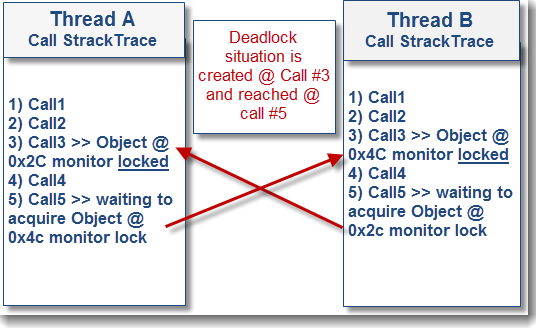 Thread A
Call StrackTrace
1) Call1
2) Call2
3) Call3 >> Object @
0x2C monitor locked
4) Call4
5) Call5 >> waiting to
acquire Object @
0x4c monitor lock
Deadlock
situation is
created @ Call #3
and reached @
call #5
Thread B
Call StrackTrace
1) Call1
2) Call2
3) Call3 >> Object @
0x4C monitor locked
4) Call4
5) Call5 >> waiting to
acquire Object @
0x2c monitor lock